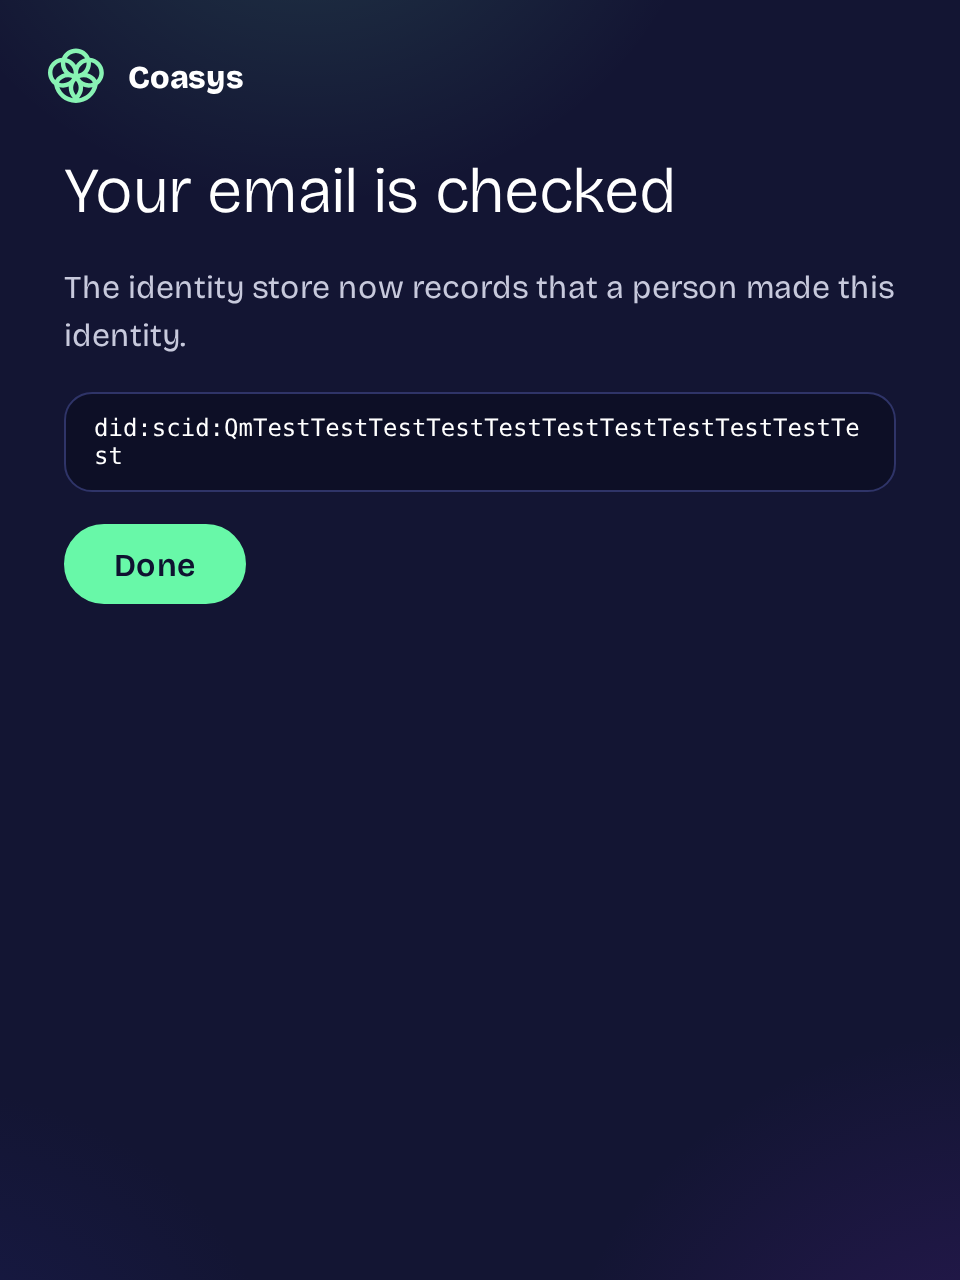 Coasys
Your email is checked
The identity store now records that a person made this
identity.
did:scid:QmTestTestTestTestTestTestTestTestTestTestTe
st
Done